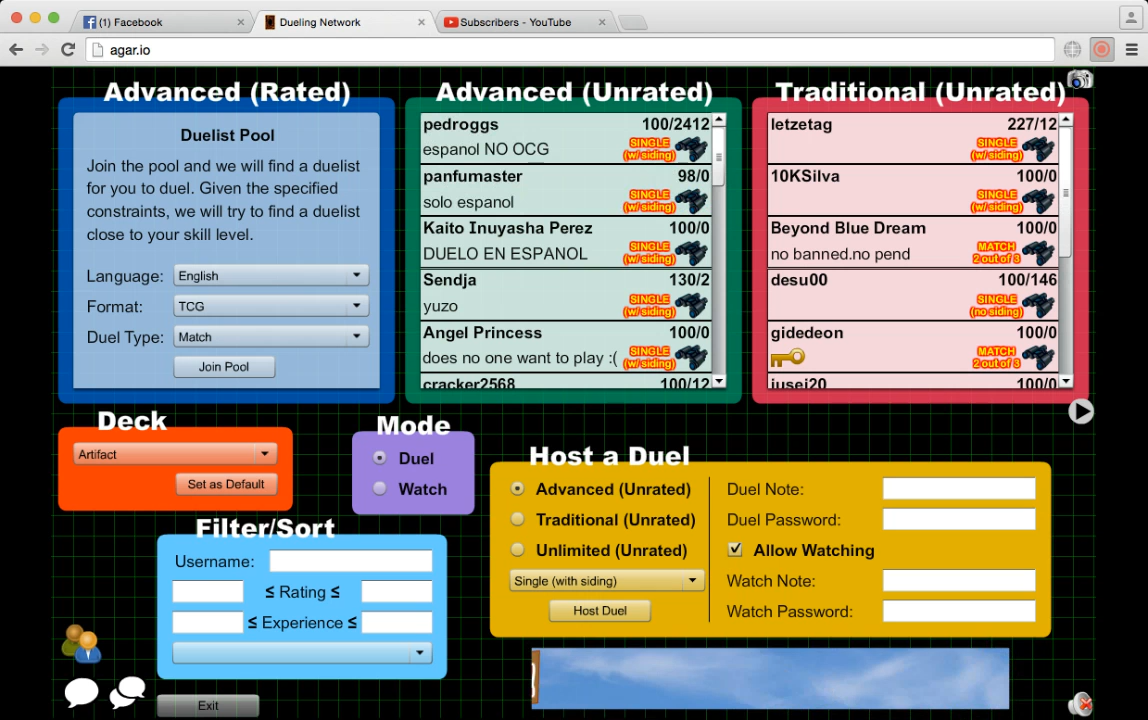 (1) Facebook
Dueling Network
Subscribers - YouTube
agar.io
Advanced (Rated)
Duelist Pool
Join the pool and we will find a duelist
for you to duel. Given the specified
constraints, we will try to find a duelist
close to your skill level.
Language: English
Format: TCG
Duel Type: Match
Join Pool
Advanced (Unrated)
pedroggs 100/2412
espanol NO OCG SINGLE (w/ siding)
panfumaster 98/0
solo espanol SINGLE (w/ siding)
Kaito Inuyasha Perez 100/0
DUELO EN ESPANOL SINGLE (w/ siding)
Sendja 130/2
yuzo SINGLE (w/ siding)
Angel Princess 100/0
does no one want to play :( SINGLE (w/ siding)
cracker2568 100/12
Traditional (Unrated)
letzetag 227/12
SINGLE (w/ siding)
10KSilva 100/0
SINGLE (w/ siding)
Beyond Blue Dream 100/0
no banned.no pend MATCH 2 out of 3
desu00 100/146
SINGLE (no siding)
gidedeon 100/0
MATCH 2 out of 3
jusei20 100/0
Deck
Artifact
Set as Default
Mode
Duel
Watch
Filter/Sort
Username:
≤ Rating ≤
≤ Experience ≤
Host a Duel
Advanced (Unrated)
Traditional (Unrated)
Unlimited (Unrated)
Single (with siding)
Host Duel
Duel Note:
Duel Password:
Allow Watching
Watch Note:
Watch Password:
Exit